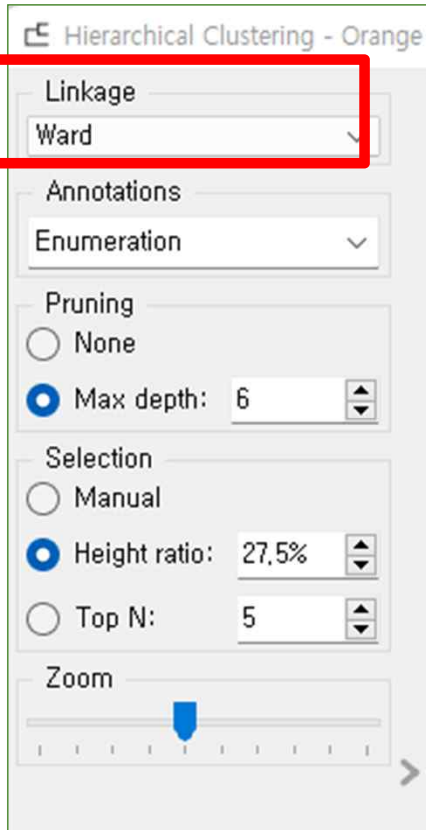 Hierarchical Clustering - Orange
Linkage
Ward
Annotations
Enumeration
Pruning
None
Max depth: 6
Selection
Manual
Height ratio: 27,5%
Top N: 5
Zoom